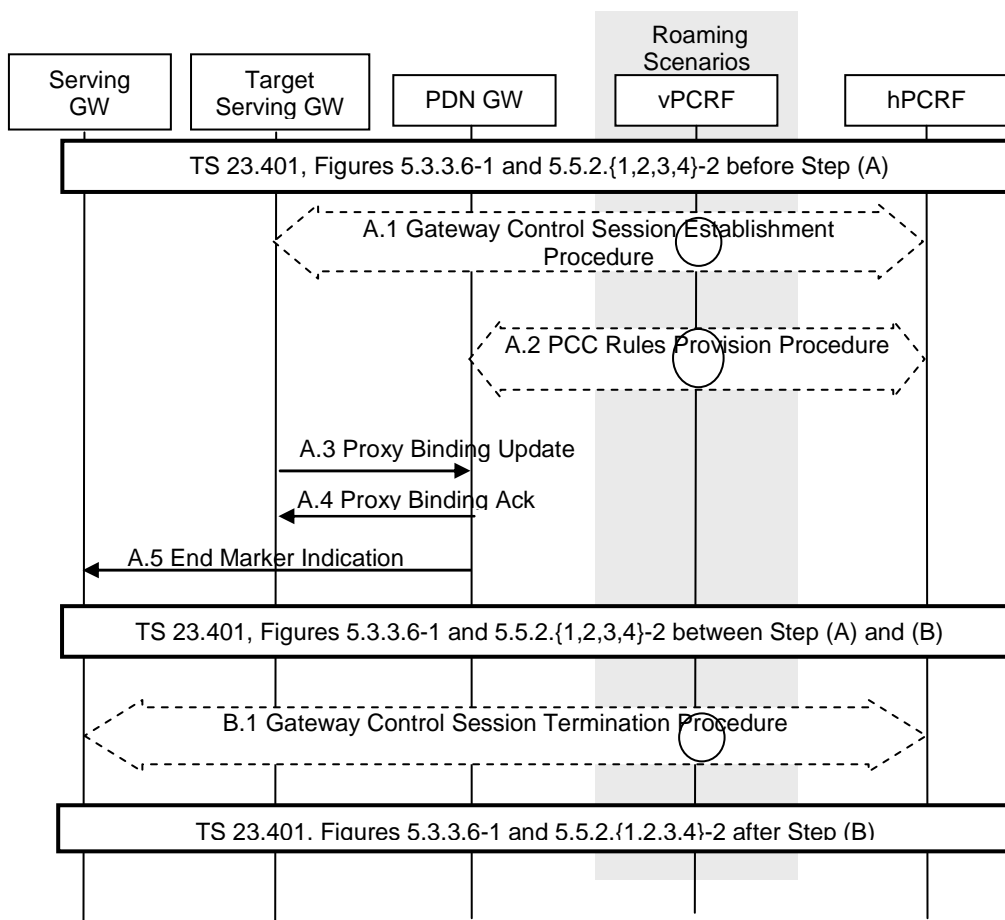 Roaming
Scenarios
Serving
GW
Target
Serving GW
PDN GW
vPCRF
hPCRF
TS 23.401, Figures 5.3.3.6-1 and 5.5.2.{1,2,3,4}-2 before Step (A)
A.1 Gateway Control Session Establishment
Procedure
A.2 PCC Rules Provision Procedure
A.3 Proxy Binding Update
A.4 Proxy Binding Ack
A.5 End Marker Indication
TS 23.401, Figures 5.3.3.6-1 and 5.5.2.{1,2,3,4}-2 between Step (A) and (B)
B.1 Gateway Control Session Termination Procedure
TS 23.401, Figures 5.3.3.6-1 and 5.5.2.{1,2,3,4}-2 after Step (B)